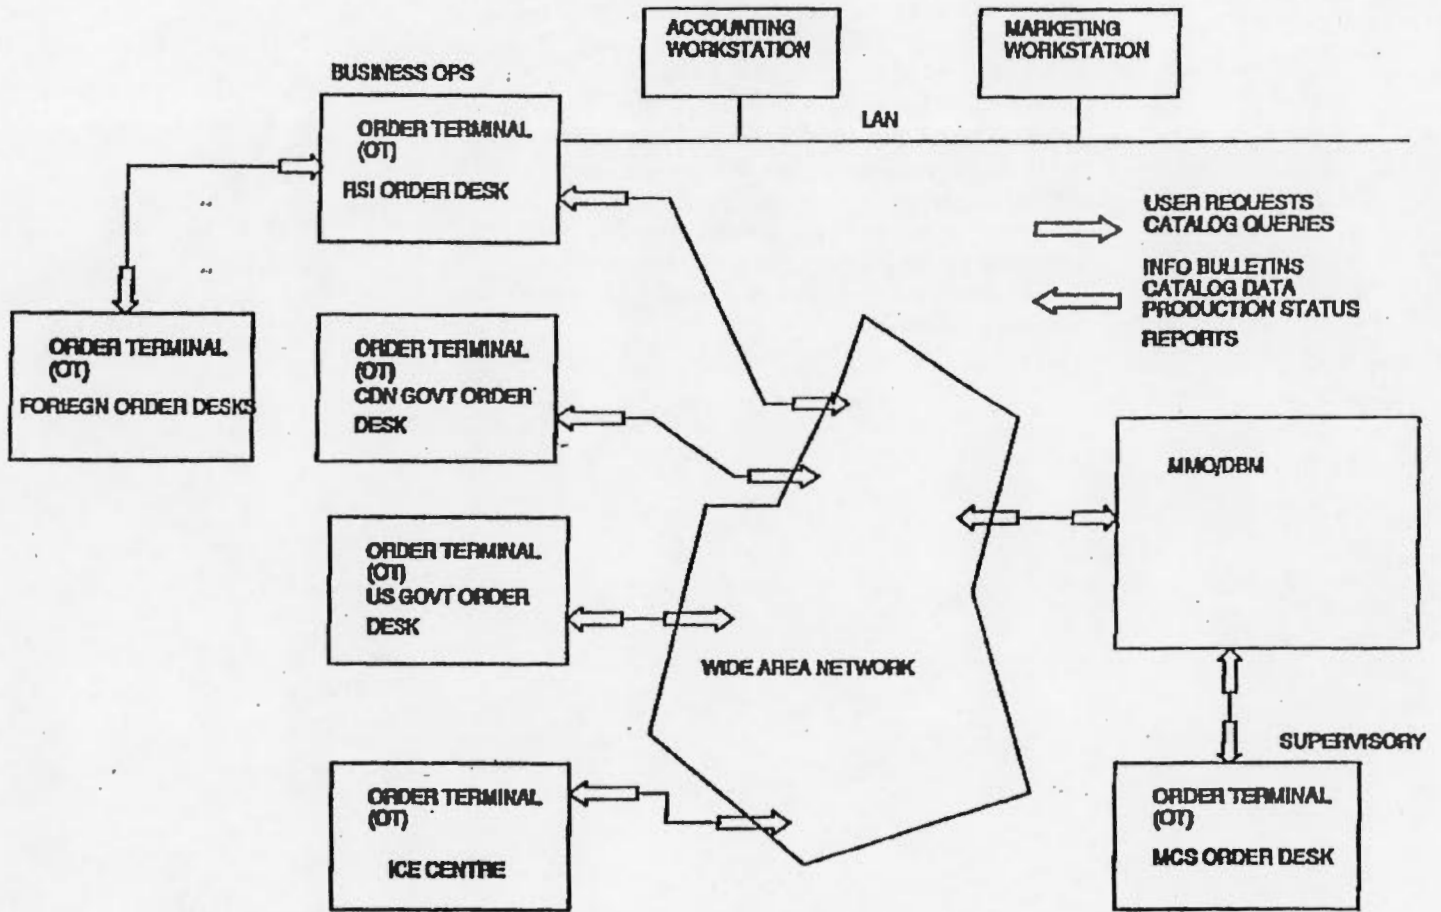 ACCOUNTING
WORKSTATION
MARKETING
WORKSTATION
BUSINESS OPS
LAN
ORDER TERMINAL
(OT)
RSI ORDER DESK
USER REQUESTS
CATALOG QUERIES
INFO BULLETINS
CATALOG DATA
PRODUCTION STATUS
REPORTS
ORDER TERMINAL
(OT)
FORIEGN ORDER DESKS
ORDER TERMINAL
(OT)
CDN GOVT ORDER
DESK
MMO/DBM
ORDER TERMINAL
(OT)
US GOVT ORDER
DESK
WIDE AREA NETWORK
SUPERVISORY
ORDER TERMINAL
(OT)
ICE CENTRE
ORDER TERMINAL
(OT)
MCS ORDER DESK